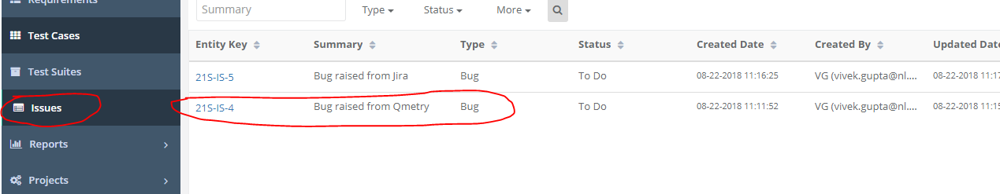 Requirements
Summary
Type
Status
More
Test Cases
Entity Key
Summary
Type
Status
Created Date
Created By
Updated Date
Test Suites
21S-IS-5
Bug raised from Jira
Bug
To Do
08-22-2018 11:16:25
VG (vivek.gupta@nl....
08-22-2018 11:17
Issues
21S-IS-4
Bug raised from Qmetry
Bug
To Do
08-22-2018 11:11:52
VG (vivek.gupta@nl....
08-22-2018 11:15
Reports
Projects